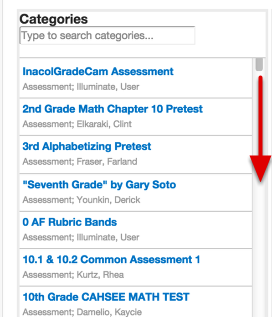 Categories
Type to search categories...
InacolGradeCam Assessment
Assessment; Illuminate, User
2nd Grade Math Chapter 10 Pretest
Assessment; Elkaraki, Clint
3rd Alphabetizing Pretest
Assessment; Fraser, Farland
"Seventh Grade" by Gary Soto
Assessment; Younkin, Derick
0 AF Rubric Bands
Assessment; Illuminate, User
10.1 & 10.2 Common Assessment 1
Assessment; Kurtz, Rhea
10th Grade CAHSEE MATH TEST
Assessment; Damelio, Kaycie